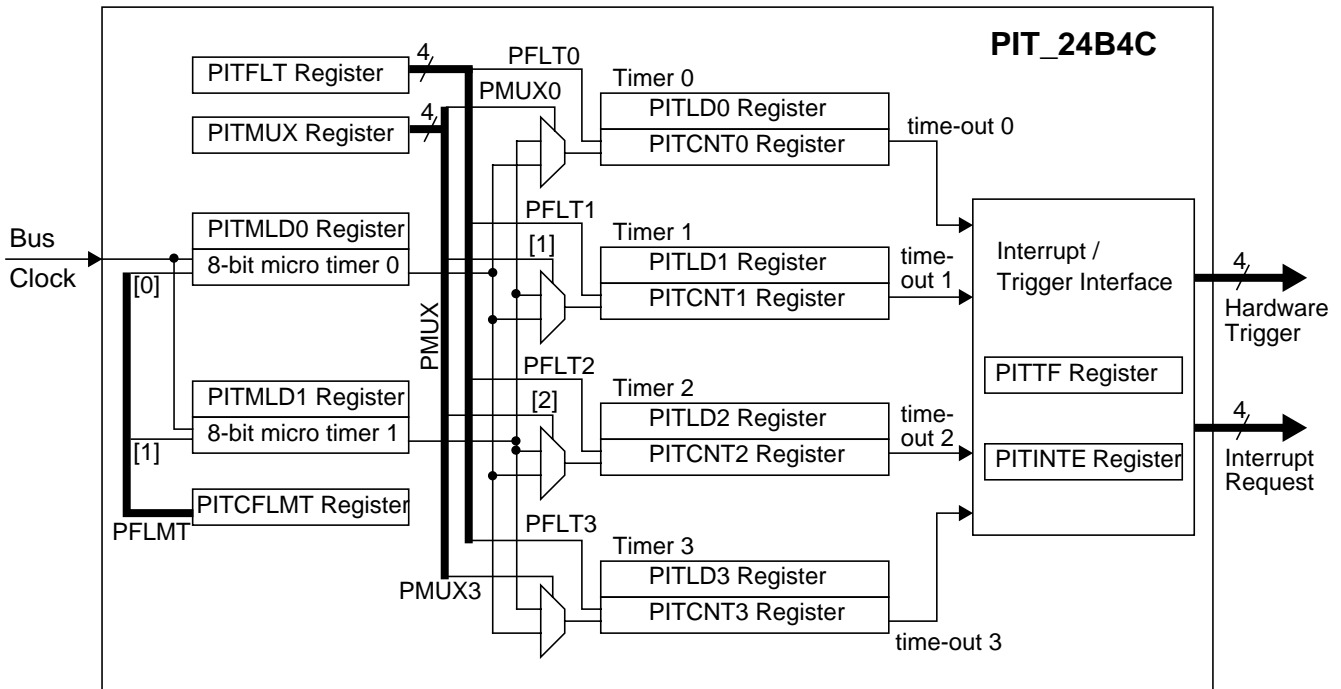 PIT_24B4C
4
PFLT0
PITFLT Register
Timer 0
PMUX0
PITLD0 Register
4
PITMUX Register
PITCNT0 Register
time-out 0
PFLT1
PITMLD0 Register
Timer 1
Bus
Clock
8-bit micro timer 0
[0]
[1]
PITLD1 Register
PITCNT1 Register
time-
out 1
Interrupt /
Trigger Interface
4
Hardware
Trigger
PMUX
PFLT2
PITMLD1 Register
Timer 2
PITTF Register
8-bit micro timer 1
[1]
[2]
PITLD2 Register
PITCNT2 Register
time-
out 2
4
PITINTE Register
Interrupt
Request
PITCFLMT Register
PFLMT
PFLT3
Timer 3
PITLD3 Register
PMUX3
PITCNT3 Register
time-out 3